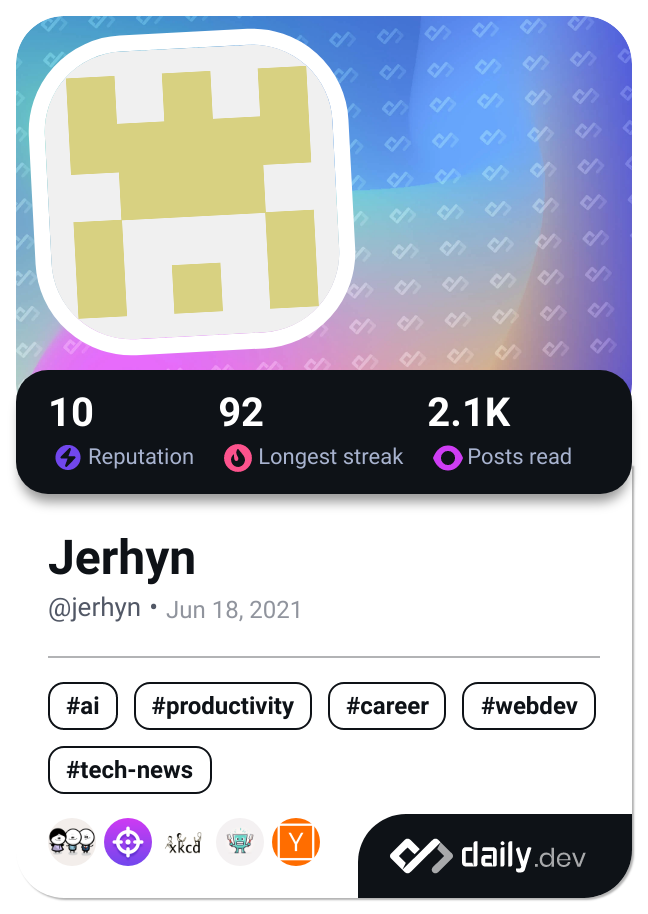 10 92 2.1K
Reputation Longest streak Posts read
Jerhyn
@jerhyn • Jun 18, 2021
#ai #productivity #career #webdev
#tech-news
xkcd Y
daily.dev